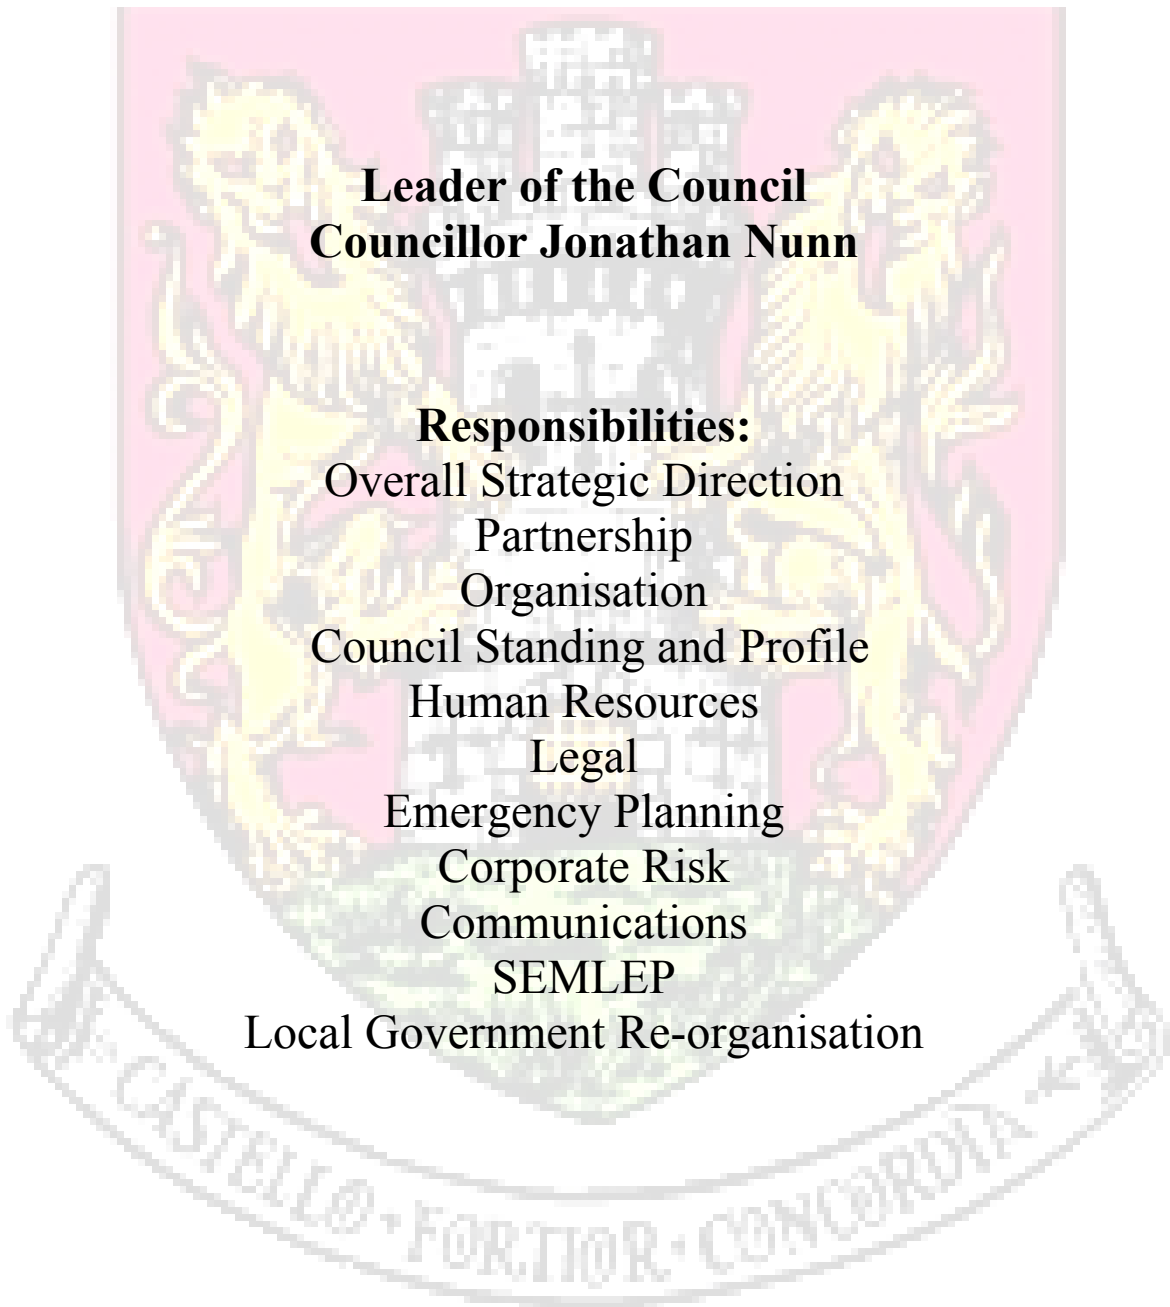 Leader of the Council
Councillor Jonathan Nunn
Responsibilities:
Overall Strategic Direction
Partnership
Organisation
Council Standing and Profile
Human Resources
Legal
Emergency Planning
Corporate Risk
Communications
SEMLEP
Local Government Re-organisation
CASTELLO · FORTIOR · CONCORDIA